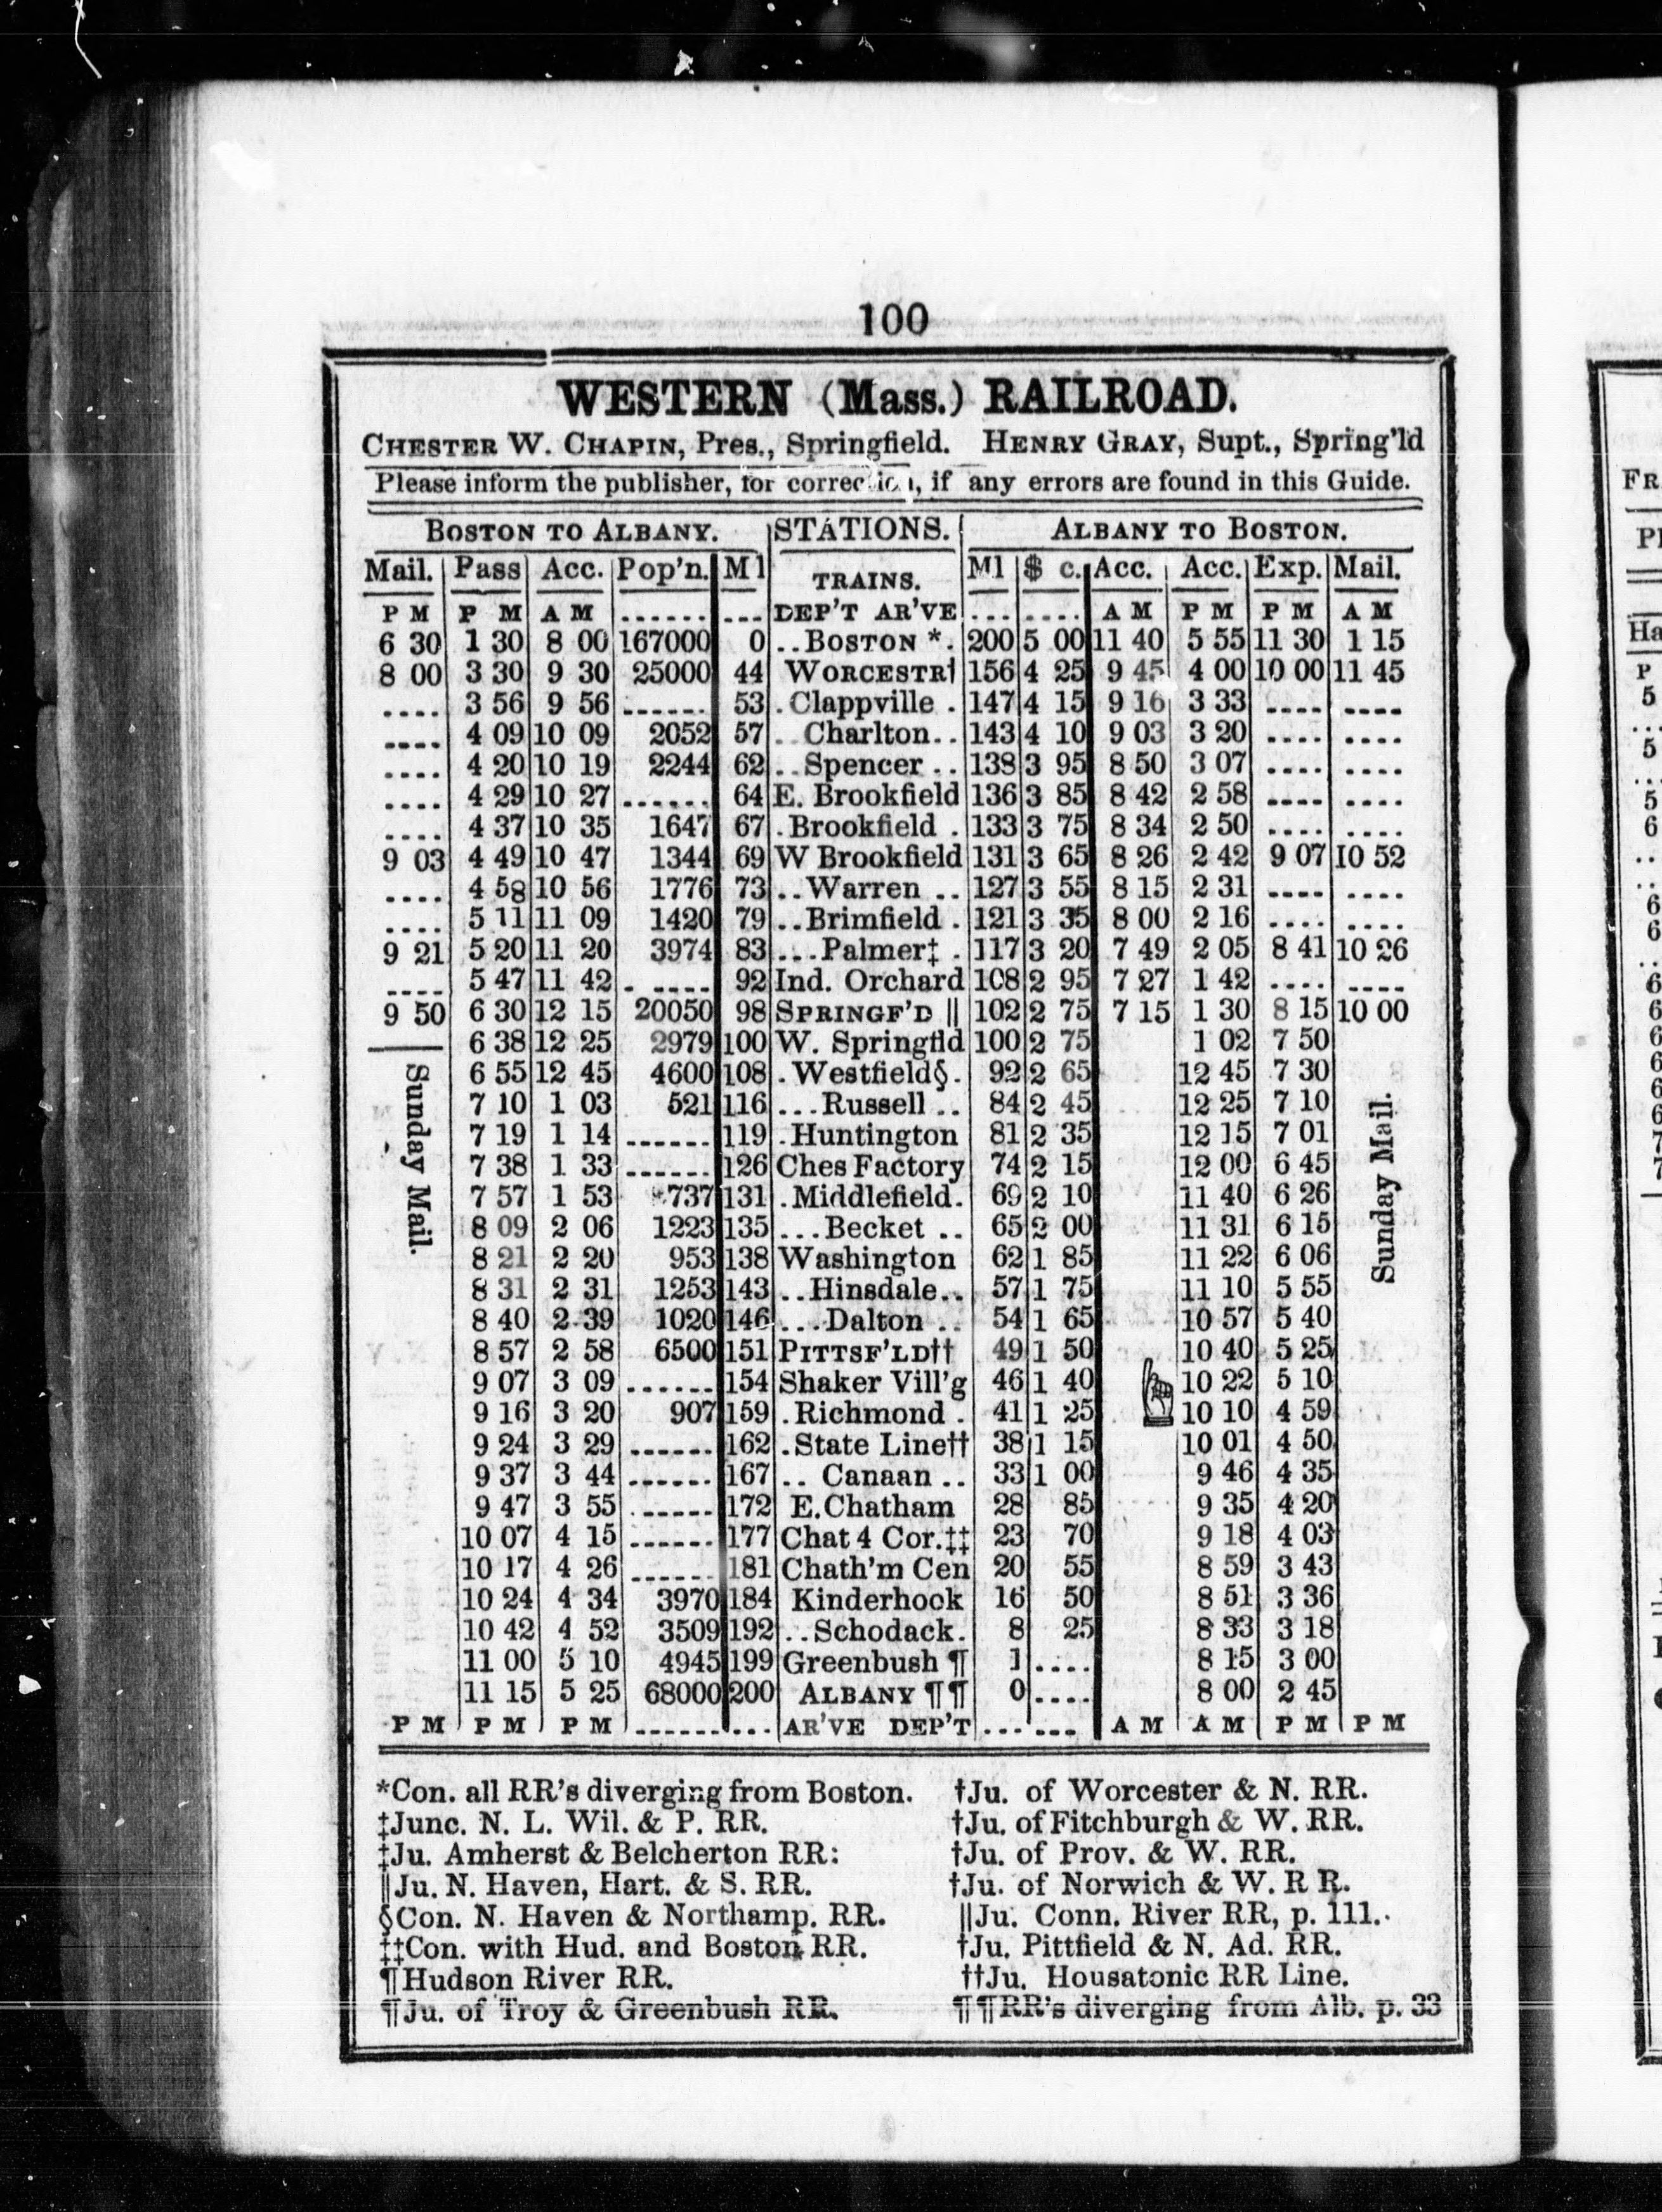 100
WESTERN (Mass.) RAILROAD.
CHESTER W. CHAPIN, Pres., Springfield. HENRY GRAY, Supt., Spring'ld
Please inform the publisher, for correction, if any errors are found in this Guide.
BOSTON TO ALBANY. STATIONS. ALBANY TO BOSTON.
Mail. Pass Acc. Pop'n. Ml TRAINS. Ml $ c. Acc. Acc. Exp. Mail.
P M P M A M ...... ... DEP'T AR'VE ... .... A M P M P M A M
6 30 1 30 8 00 167000 0 ..BOSTON *. 200 5 00 11 40 5 55 11 30 1 15
8 00 3 30 9 30 25000 44 WORCESTR† 156 4 25 9 45 4 00 10 00 11 45
.... 3 56 9 56 ...... 53 .Clappville . 147 4 15 9 16 3 33 .... ....
.... 4 09 10 09 2052 57 ..Charlton.. 143 4 10 9 03 3 20 .... ....
.... 4 20 10 19 2244 62 ..Spencer .. 138 3 95 8 50 3 07 .... ....
.... 4 29 10 27 ...... 64 E. Brookfield 136 3 85 8 42 2 58 .... ....
.... 4 37 10 35 1647 67 .Brookfield . 133 3 75 8 34 2 50 .... ....
9 03 4 49 10 47 1344 69 W Brookfield 131 3 65 8 26 2 42 9 07 10 52
.... 4 58 10 56 1776 73 ..Warren .. 127 3 55 8 15 2 31 .... ....
.... 5 11 11 09 1420 79 ..Brimfield . 121 3 35 8 00 2 16 .... ....
9 21 5 20 11 20 3974 83 ...Palmer‡ . 117 3 20 7 49 2 05 8 41 10 26
.... 5 47 11 42 . .... 92 Ind. Orchard 108 2 95 7 27 1 42 .... ....
9 50 6 30 12 15 20050 98 SPRINGF'D || 102 2 75 7 15 1 30 8 15 10 00
6 38 12 25 2979 100 W. Springfld 100 2 75 1 02 7 50
6 55 12 45 4600 108 .Westfield§. 92 2 65 12 45 7 30
7 10 1 03 521 116 ...Russell .. 84 2 45 12 25 7 10
7 19 1 14 ...... 119 .Huntington 81 2 35 12 15 7 01
7 38 1 33 ...... 126 Ches Factory 74 2 15 12 00 6 45
7 57 1 53 737 131 .Middlefield. 69 2 10 11 40 6 26
8 09 2 06 1223 135 ...Becket .. 65 2 00 11 31 6 15
8 21 2 20 953 138 Washington 62 1 85 11 22 6 06
8 31 2 31 1253 143 ..Hinsdale.. 57 1 75 11 10 5 55
8 40 2 39 1020 146 ...Dalton .. 54 1 65 10 57 5 40
8 57 2 58 6500 151 PITTSF'LD†† 49 1 50 10 40 5 25
9 07 3 09 ...... 154 Shaker Vill'g 46 1 40 10 22 5 10
9 16 3 20 907 159 .Richmond . 41 1 25 10 10 4 59
9 24 3 29 ...... 162 .State Line†† 38 1 15 10 01 4 50
9 37 3 44 ...... 167 .. Canaan .. 33 1 00 9 46 4 35
9 47 3 55 ...... 172 E.Chatham 28 85 9 35 4 20
10 07 4 15 ...... 177 Chat 4 Cor.‡‡ 23 70 9 18 4 03
10 17 4 26 ...... 181 Chath'm Cen 20 55 8 59 3 43
10 24 4 34 3970 184 Kinderhook 16 50 8 51 3 36
10 42 4 52 3509 192 ..Schodack. 8 25 8 33 3 18
11 00 5 10 4945 199 Greenbush ¶ 1 .... 8 15 3 00
11 15 5 25 68000 200 ALBANY ¶¶ 0 .... 8 00 2 45
P M P M P M ...... ... AR'VE DEP'T ... ... A M A M P M P M
Sunday Mail.
Sunday Mail.
*Con. all RR's diverging from Boston. †Ju. of Worcester & N. RR.
‡Junc. N. L. Wil. & P. RR. †Ju. of Fitchburgh & W. RR.
‡Ju. Amherst & Belcherton RR: †Ju. of Prov. & W. RR.
||Ju. N. Haven, Hart. & S. RR. †Ju. of Norwich & W. R R.
§Con. N. Haven & Northamp. RR. ||Ju. Conn. River RR, p. 111.
‡‡Con. with Hud. and Boston RR. †Ju. Pittfield & N. Ad. RR.
¶Hudson River RR. ††Ju. Housatonic RR Line.
¶Ju. of Troy & Greenbush RR. ¶¶RR's diverging from Alb. p. 33